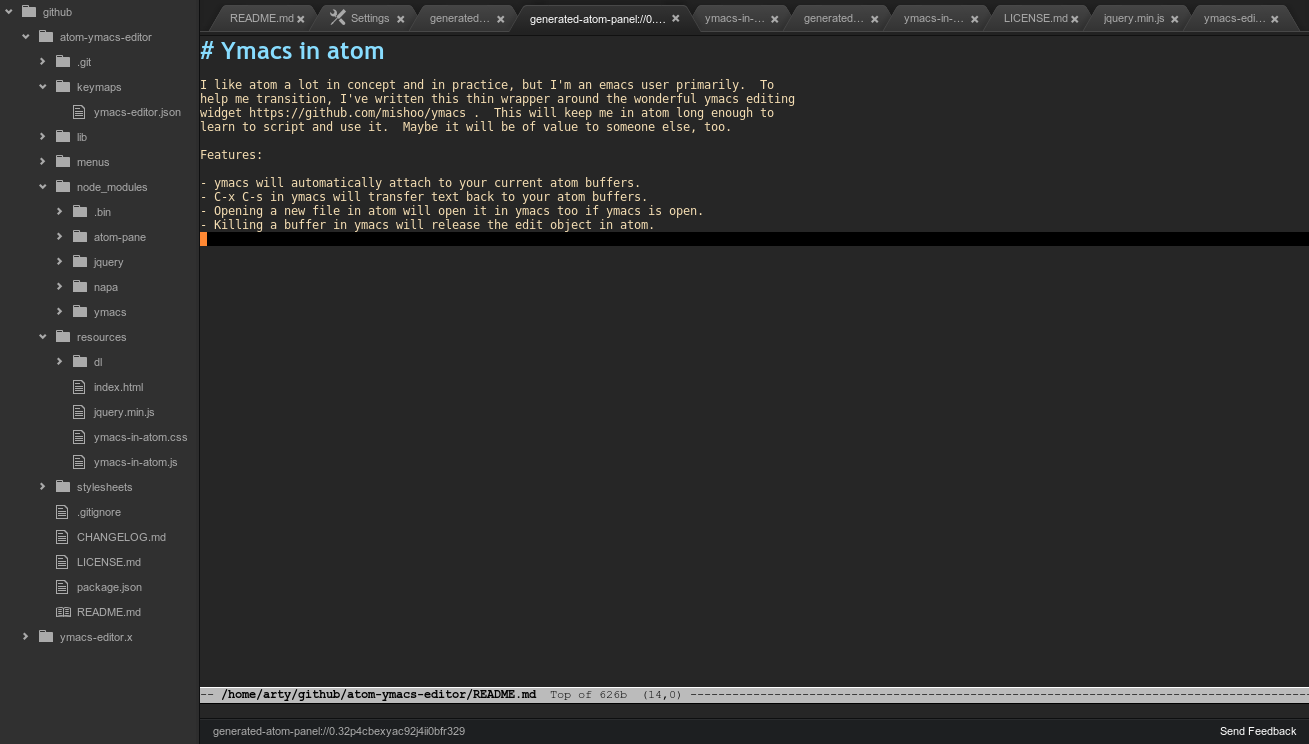 github
atom-ymacs-editor
.git
keymaps
ymacs-editor.json
lib
menus
node_modules
.bin
atom-pane
jquery
napa
ymacs
resources
dl
index.html
jquery.min.js
ymacs-in-atom.css
ymacs-in-atom.js
stylesheets
.gitignore
CHANGELOG.md
LICENSE.md
package.json
README.md
ymacs-editor.x
README.md Settings generated... generated-atom-panel://0.... ymacs-in-... generated... ymacs-in-... LICENSE.md jquery.min.js ymacs-edi...
# Ymacs in atom
I like atom a lot in concept and in practice, but I'm an emacs user primarily.  To
help me transition, I've written this thin wrapper around the wonderful ymacs editing
widget https://github.com/mishoo/ymacs .  This will keep me in atom long enough to
learn to script and use it.  Maybe it will be of value to someone else, too.
Features:
- ymacs will automatically attach to your current atom buffers.
- C-x C-s in ymacs will transfer text back to your atom buffers.
- Opening a new file in atom will open it in ymacs too if ymacs is open.
- Killing a buffer in ymacs will release the edit object in atom.
-- /home/arty/github/atom-ymacs-editor/README.md  Top of 626b  (14,0) ------------------------------------------------------------------------------------
generated-atom-panel://0.32p4cbexyac92j4ii0bfr329
Send Feedback